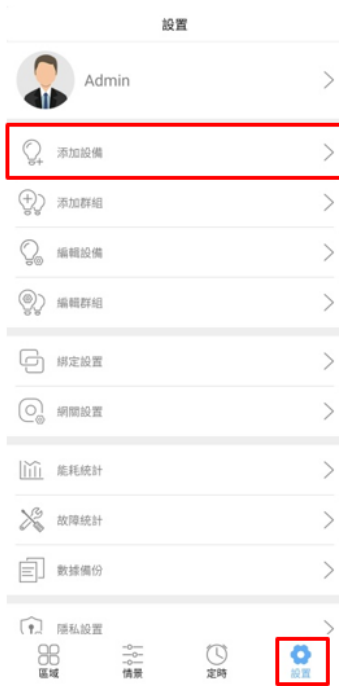 設置
Admin
添加設備
添加群組
編輯設備
編輯群組
綁定設置
網關設置
能耗統計
故障統計
數據備份
隱私設置
區域
情景
定時
設置